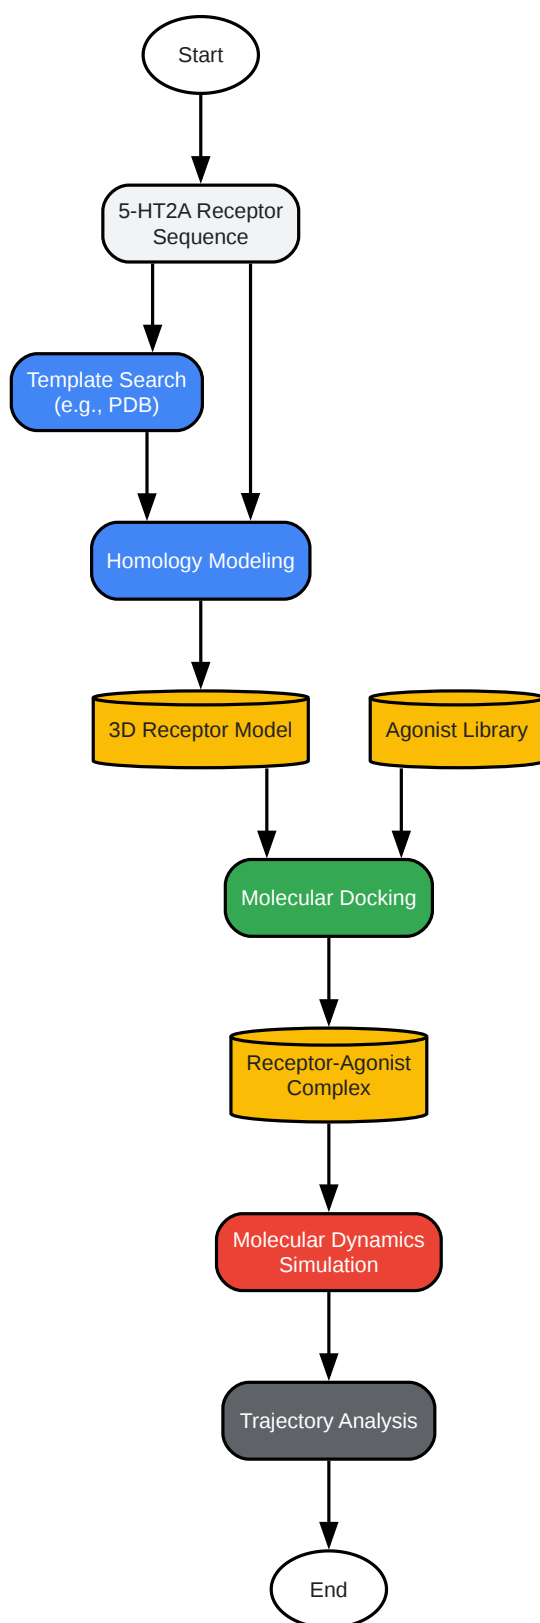 Start
5-HT2A Receptor
Sequence
Template Search
(e.g., PDB)
Homology Modeling
3D Receptor Model
Agonist Library
Molecular Docking
Receptor-Agonist
Complex
Molecular Dynamics
Simulation
Trajectory Analysis
End